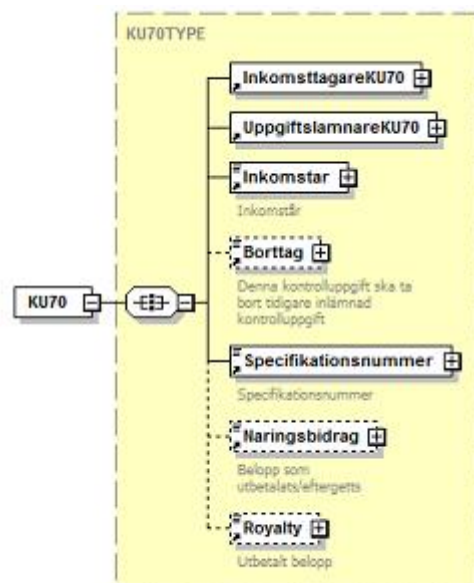 KU70TYPE
InkomsttagareKU70
UppgiftslamnareKU70
Inkomstar
Inkomstår
Borttag
Denna kontrolluppgift ska ta
bort tidigare inlämnad
kontrolluppgift
KU70
Specifikationsnummer
Specifikationsnummer
Naringsbidrag
Belopp som
utbetalats/eftergetts
Royalty
Utbetalt belopp